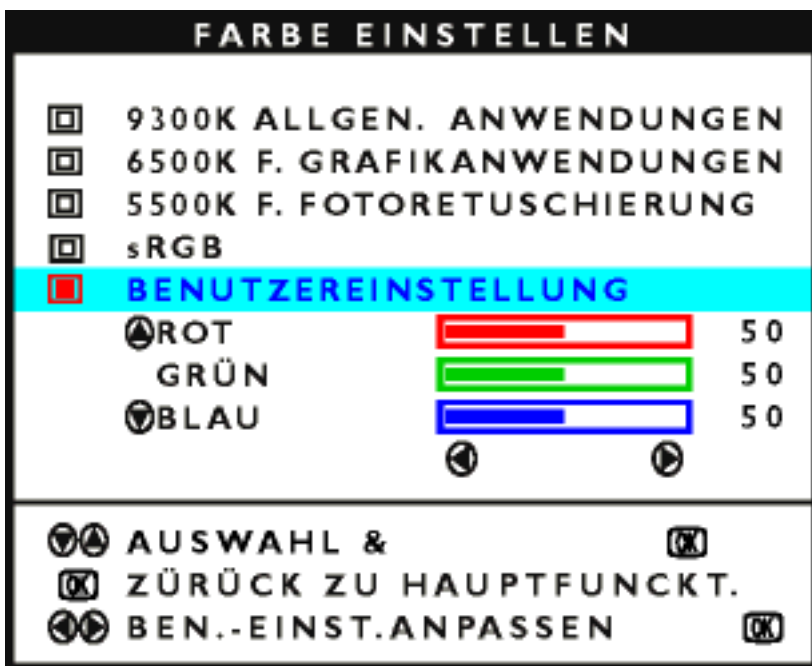 FARBE EINSTELLEN
9300K ALLGEN. ANWENDUNGEN
6500K F. GRAFIKANWENDUNGEN
5500K F. FOTORETUSCHIERUNG
sRGB
BENUTZEREINSTELLUNG
ROT 50
GRÜN 50
BLAU 50
AUSWAHL & OK
OK ZÜRÜCK ZU HAUPTFUNCKT.
BEN.-EINST.ANPASSEN OK